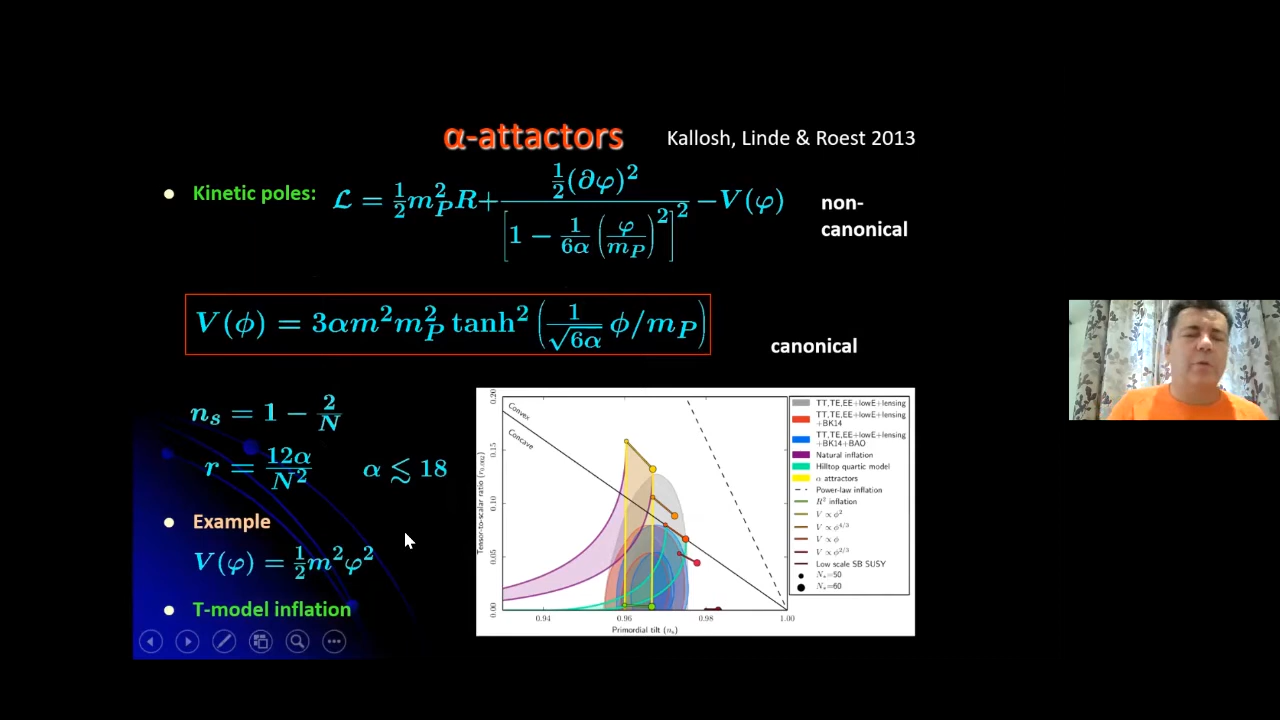 α-attactors
Kallosh, Linde & Roest 2013
Kinetic poles:
ℒ = ½m_P²R + ½(∂φ)² / [1 − 1/6α (φ/m_P)²]² − V(φ)
non-
canonical
V(ϕ) = 3αm²m_P² tanh² (1/√6α ϕ/m_P)
canonical
n_s = 1 − 2/N
r = 12α/N²
α ≲ 18
Example
V(φ) = ½m²φ²
T-model inflation
Convex
Concave
0.20
0.15
0.10
0.05
0.00
Tensor-to-scalar ratio (r₀.₀₀₂)
0.94
0.96
0.98
1.00
Primordial tilt (n_s)
TT,TE,EE+lowE+lensing
TT,TE,EE+lowE+lensing
+BK14
TT,TE,EE+lowE+lensing
+BK14+BAO
Natural inflation
Hilltop quartic model
α attractors
Power-law inflation
R² inflation
V ∝ ϕ²
V ∝ ϕ^4/3
V ∝ ϕ
V ∝ ϕ^2/3
Low scale SB SUSY
N_*=50
N_*=60